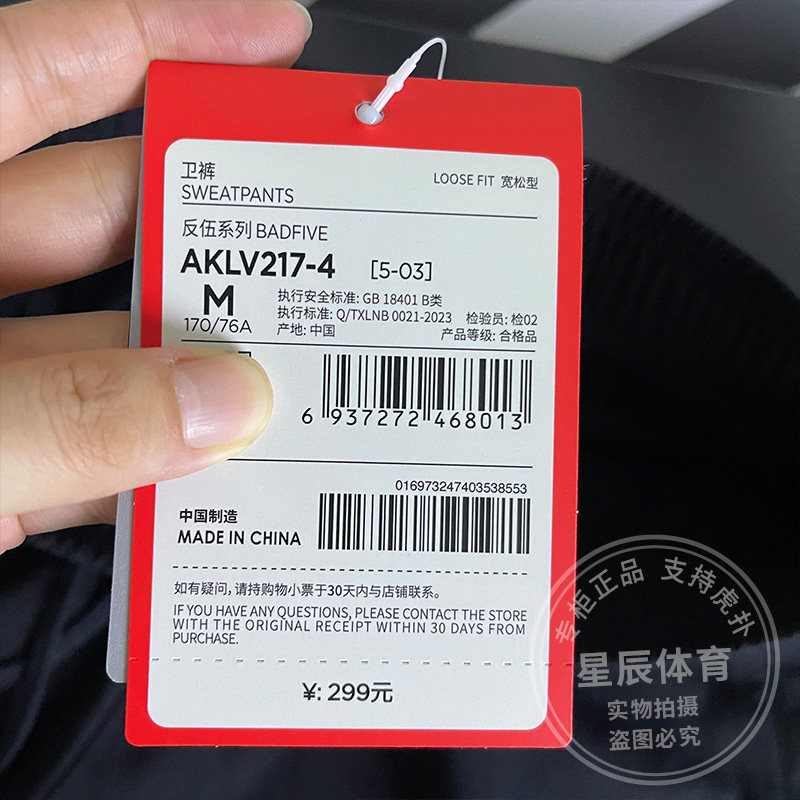 卫裤
SWEATPANTS
LOOSE FIT 宽松型
反伍系列 BADFIVE
AKLV217-4 [5-03]
M
170/76A
执行安全标准: GB 18401 B类
执行标准: Q/TXLNB 0021-2023 检验员: 检02
产地: 中国 产品等级: 合格品
6 937272 468013
016973247403538553
中国制造
MADE IN CHINA
如有疑问，请持购物小票于30天内与店铺联系。
IF YOU HAVE ANY QUESTIONS, PLEASE CONTACT THE STORE
WITH THE ORIGINAL RECEIPT WITHIN 30 DAYS FROM
PURCHASE.
¥: 299元
专柜正品 支持虎扑
星辰体育
实物拍摄
盗图必究